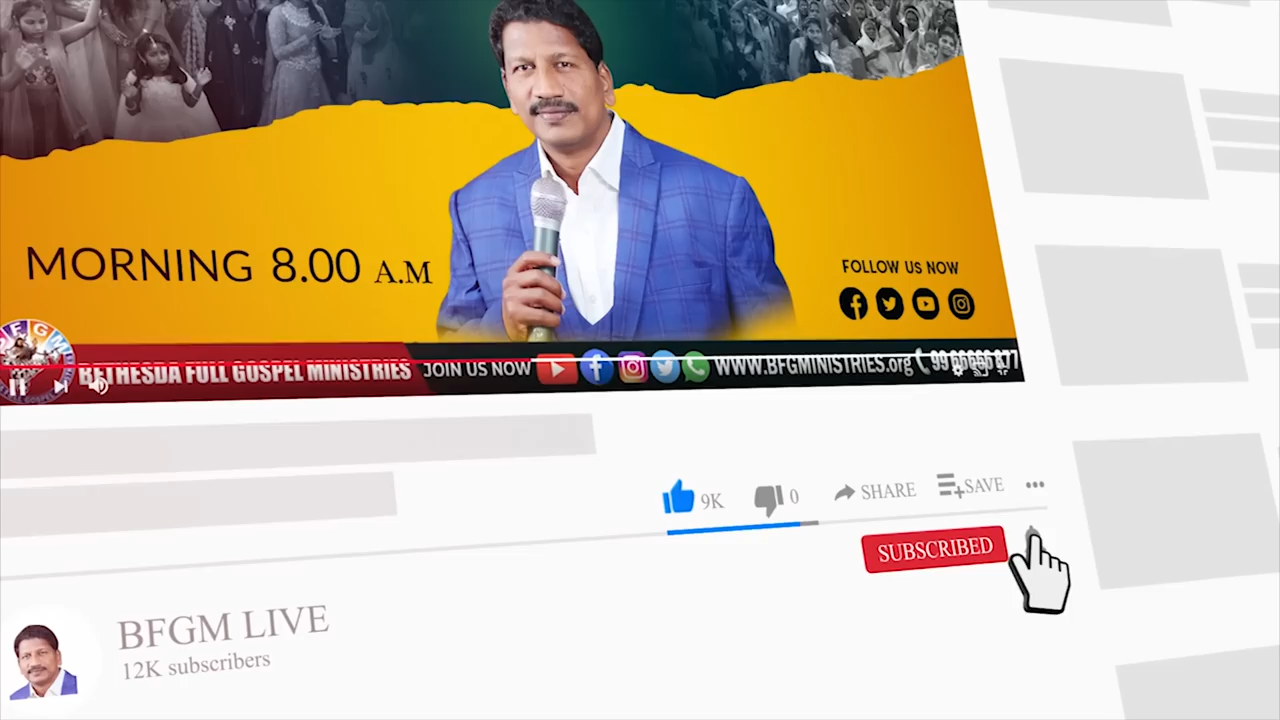 MORNING 8.00 A.M
FOLLOW US NOW
BFGM
BETHESDA FULL GOSPEL MINISTRIES
JOIN US NOW
WWW.BFGMINISTRIES.org
9K
0
SHARE
SAVE
SUBSCRIBED
BFGM LIVE
12K subscribers